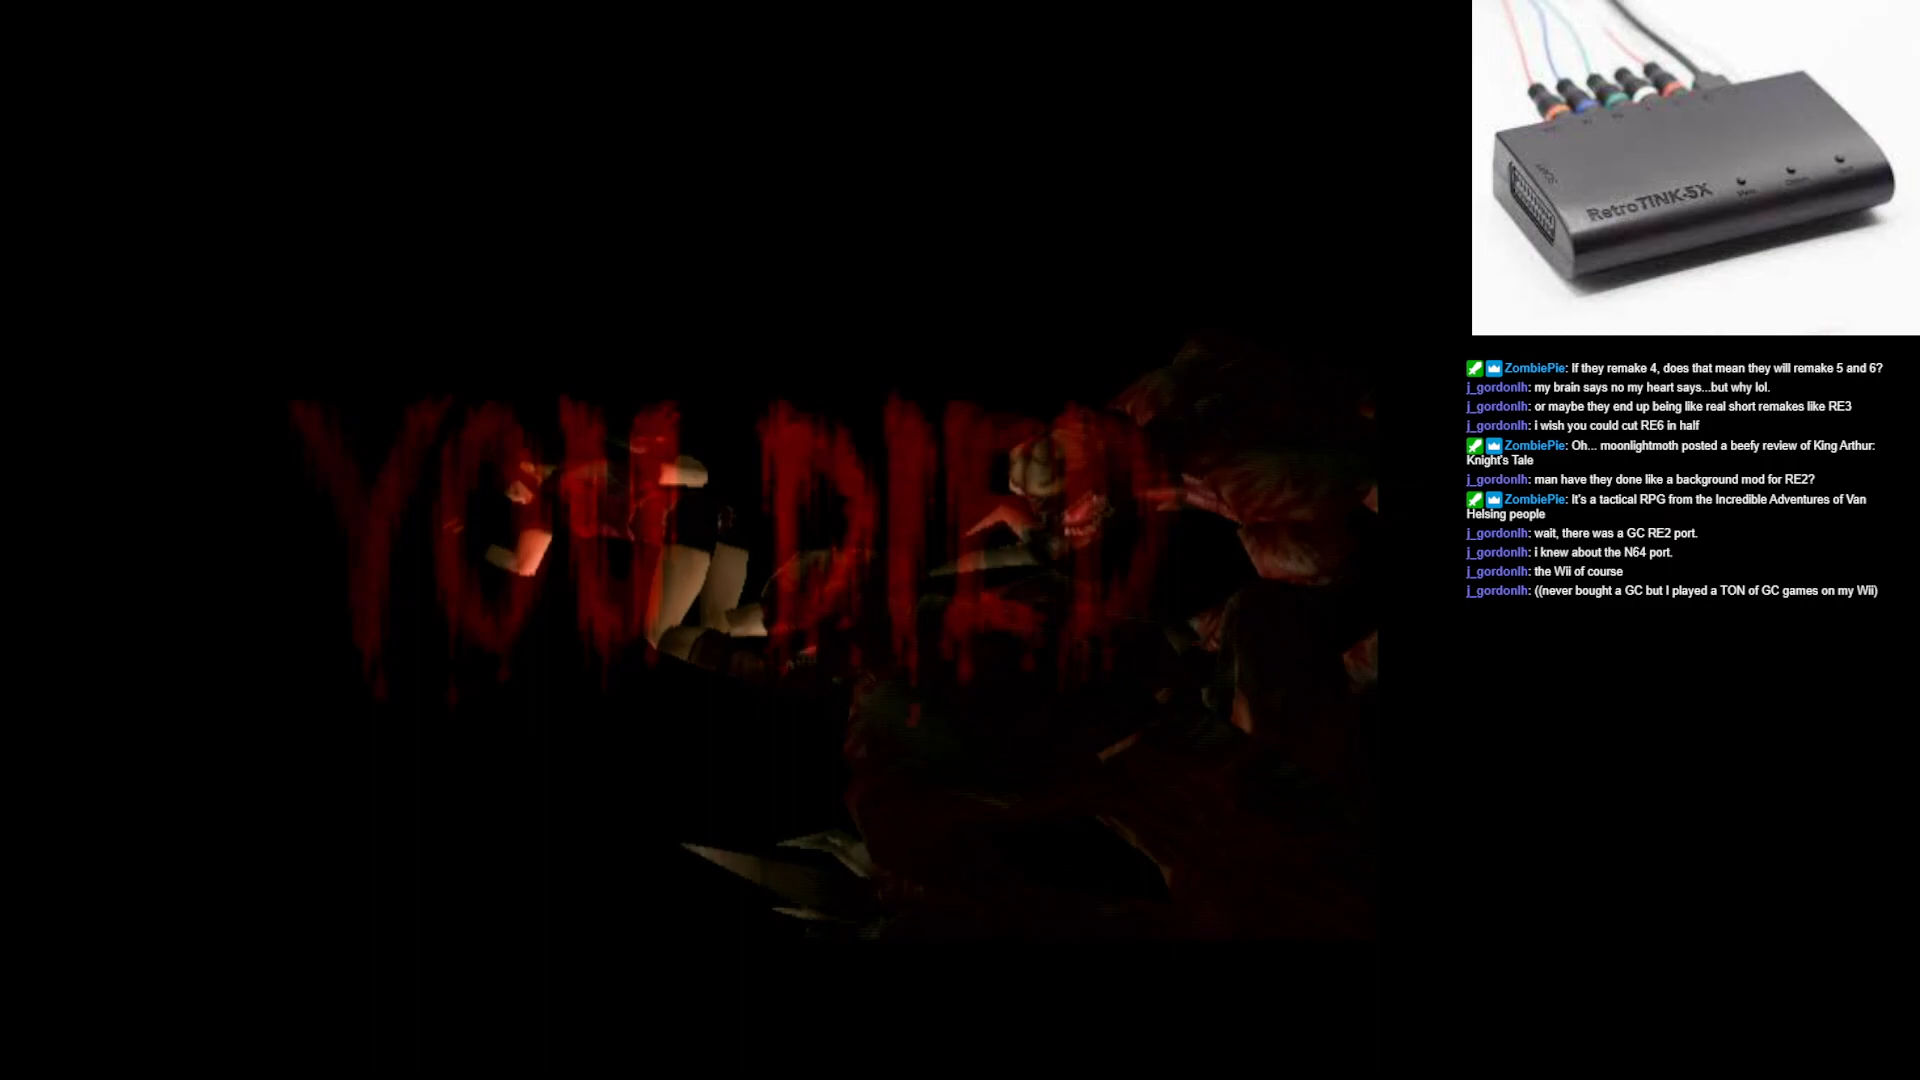 YOU DIED
RetroTINK-5X
ZombiePie: If they remake 4, does that mean they will remake 5 and 6?
j_gordonlh: my brain says no my heart says...but why lol.
j_gordonlh: or maybe they end up being like real short remakes like RE3
j_gordonlh: i wish you could cut RE6 in half
ZombiePie: Oh... moonlightmoth posted a beefy review of King Arthur:
Knight's Tale
j_gordonlh: man have they done like a background mod for RE2?
ZombiePie: It's a tactical RPG from the Incredible Adventures of Van
Helsing people
j_gordonlh: wait, there was a GC RE2 port.
j_gordonlh: i knew about the N64 port.
j_gordonlh: the Wii of course
j_gordonlh: ((never bought a GC but I played a TON of GC games on my Wii)